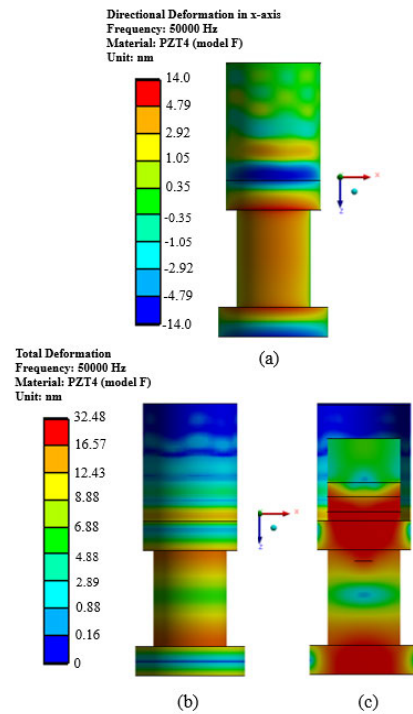 Directional Deformation in x-axis
Frequency: 50000 Hz
Material: PZT4 (model F)
Unit: nm
14.0
4.79
2.92
1.05
0.35
-0.35
-1.05
-2.92
-4.79
-14.0
X
Z
(a)
Total Deformation
Frequency: 50000 Hz
Material: PZT4 (model F)
Unit: nm
32.48
16.57
12.43
8.88
6.88
4.88
2.89
0.88
0.16
0
X
Z
(b)
(c)